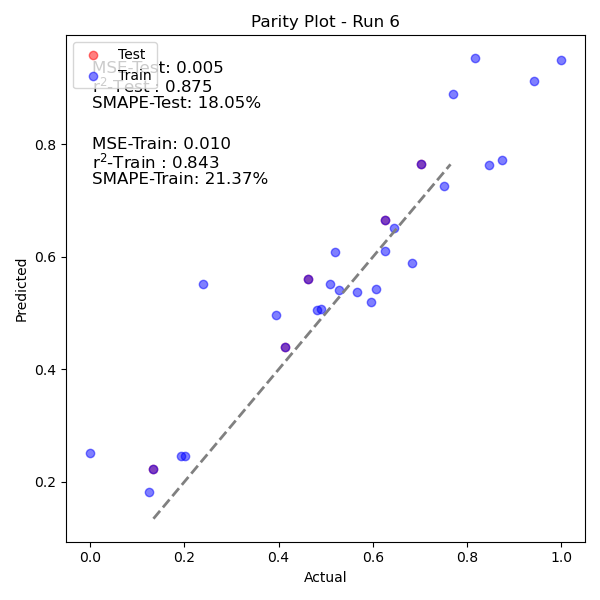 Parity Plot - Run 6
Test
Train
MSE-Test: 0.005
r²-Test : 0.875
SMAPE-Test: 18.05%
MSE-Train: 0.010
r²-Train : 0.843
SMAPE-Train: 21.37%
0.8
0.6
0.4
0.2
Predicted
0.0
0.2
0.4
0.6
0.8
1.0
Actual